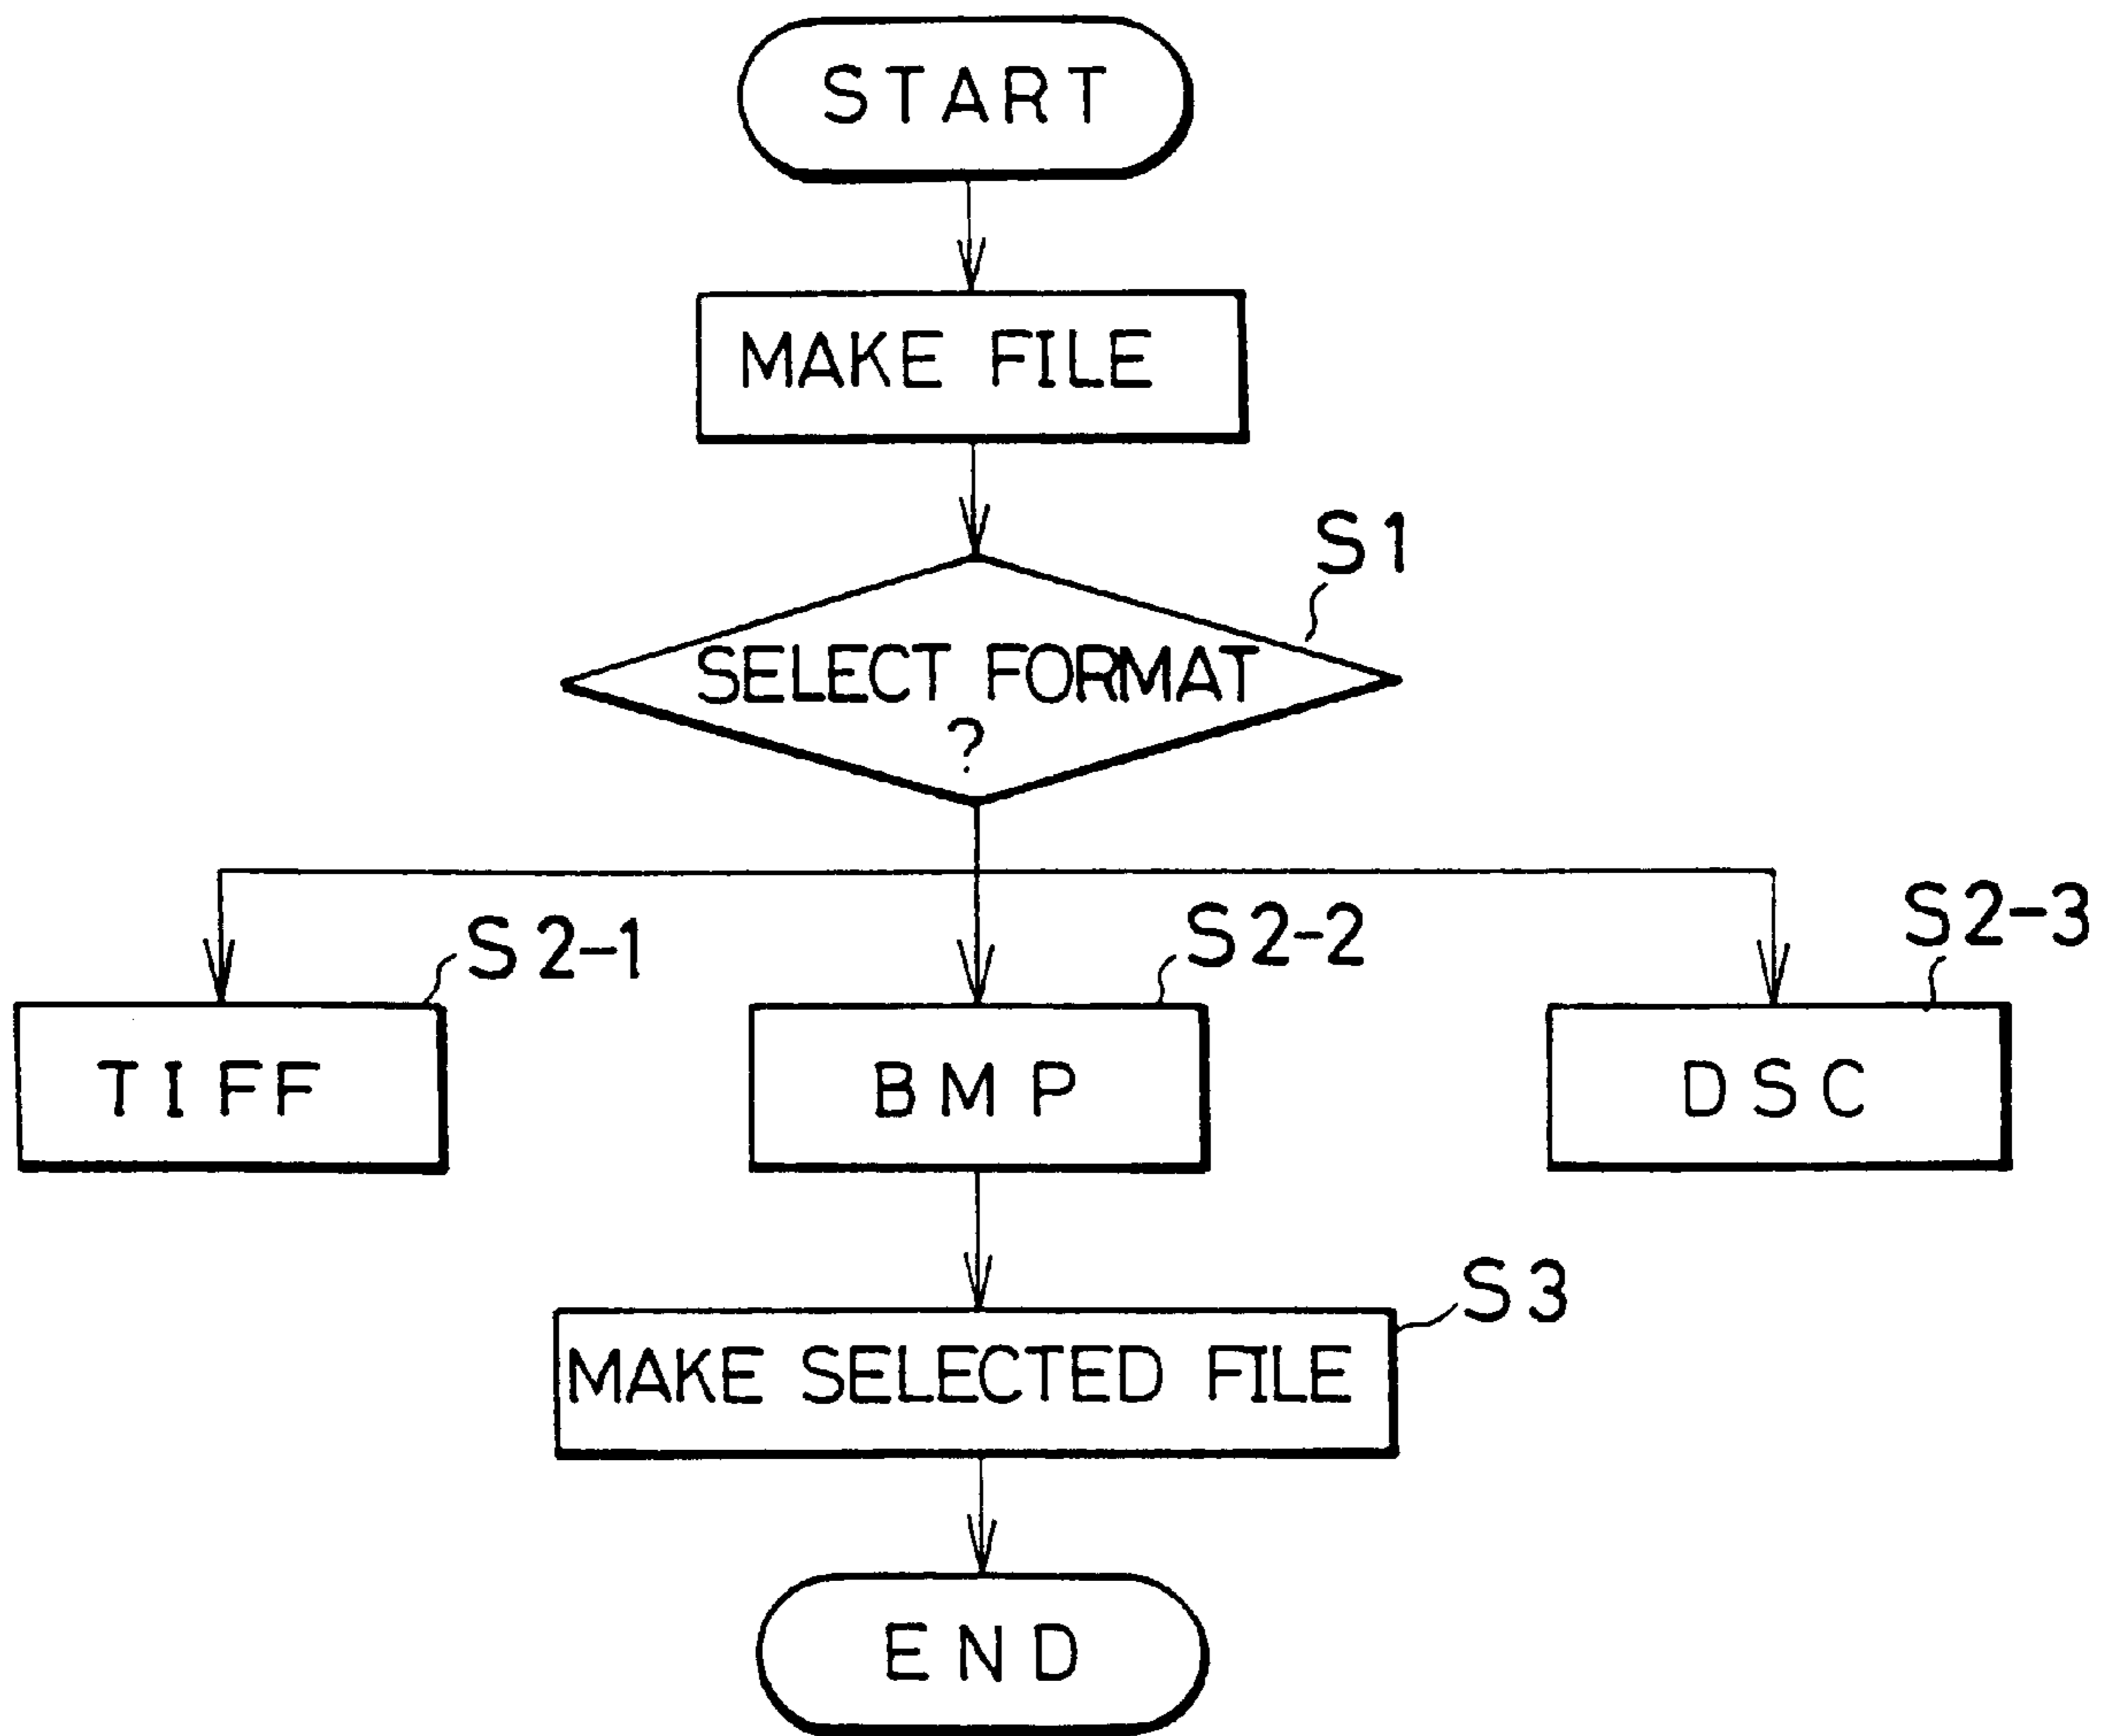 START
MAKE FILE
S1
SELECT FORMAT
?
S2-1
S2-2
S2-3
TIFF
BMP
DSC
S3
MAKE SELECTED FILE
END